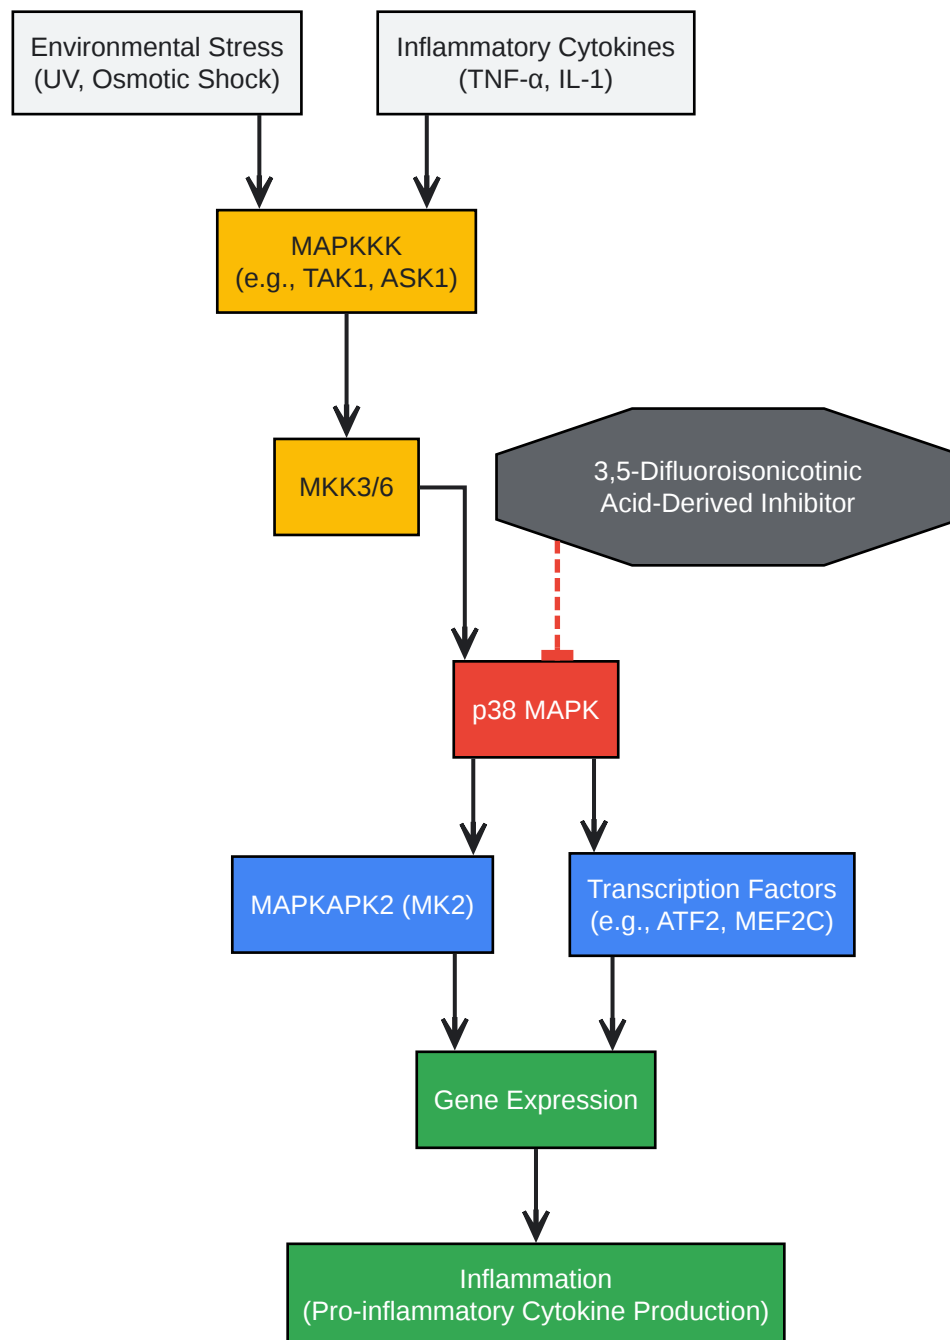 Environmental Stress
(UV, Osmotic Shock)
Inflammatory Cytokines
(TNF-α, IL-1)
MAPKKK
(e.g., TAK1, ASK1)
MKK3/6
3,5-Difluoroisonicotinic
Acid-Derived Inhibitor
p38 MAPK
MAPKAPK2 (MK2)
Transcription Factors
(e.g., ATF2, MEF2C)
Gene Expression
Inflammation
(Pro-inflammatory Cytokine Production)